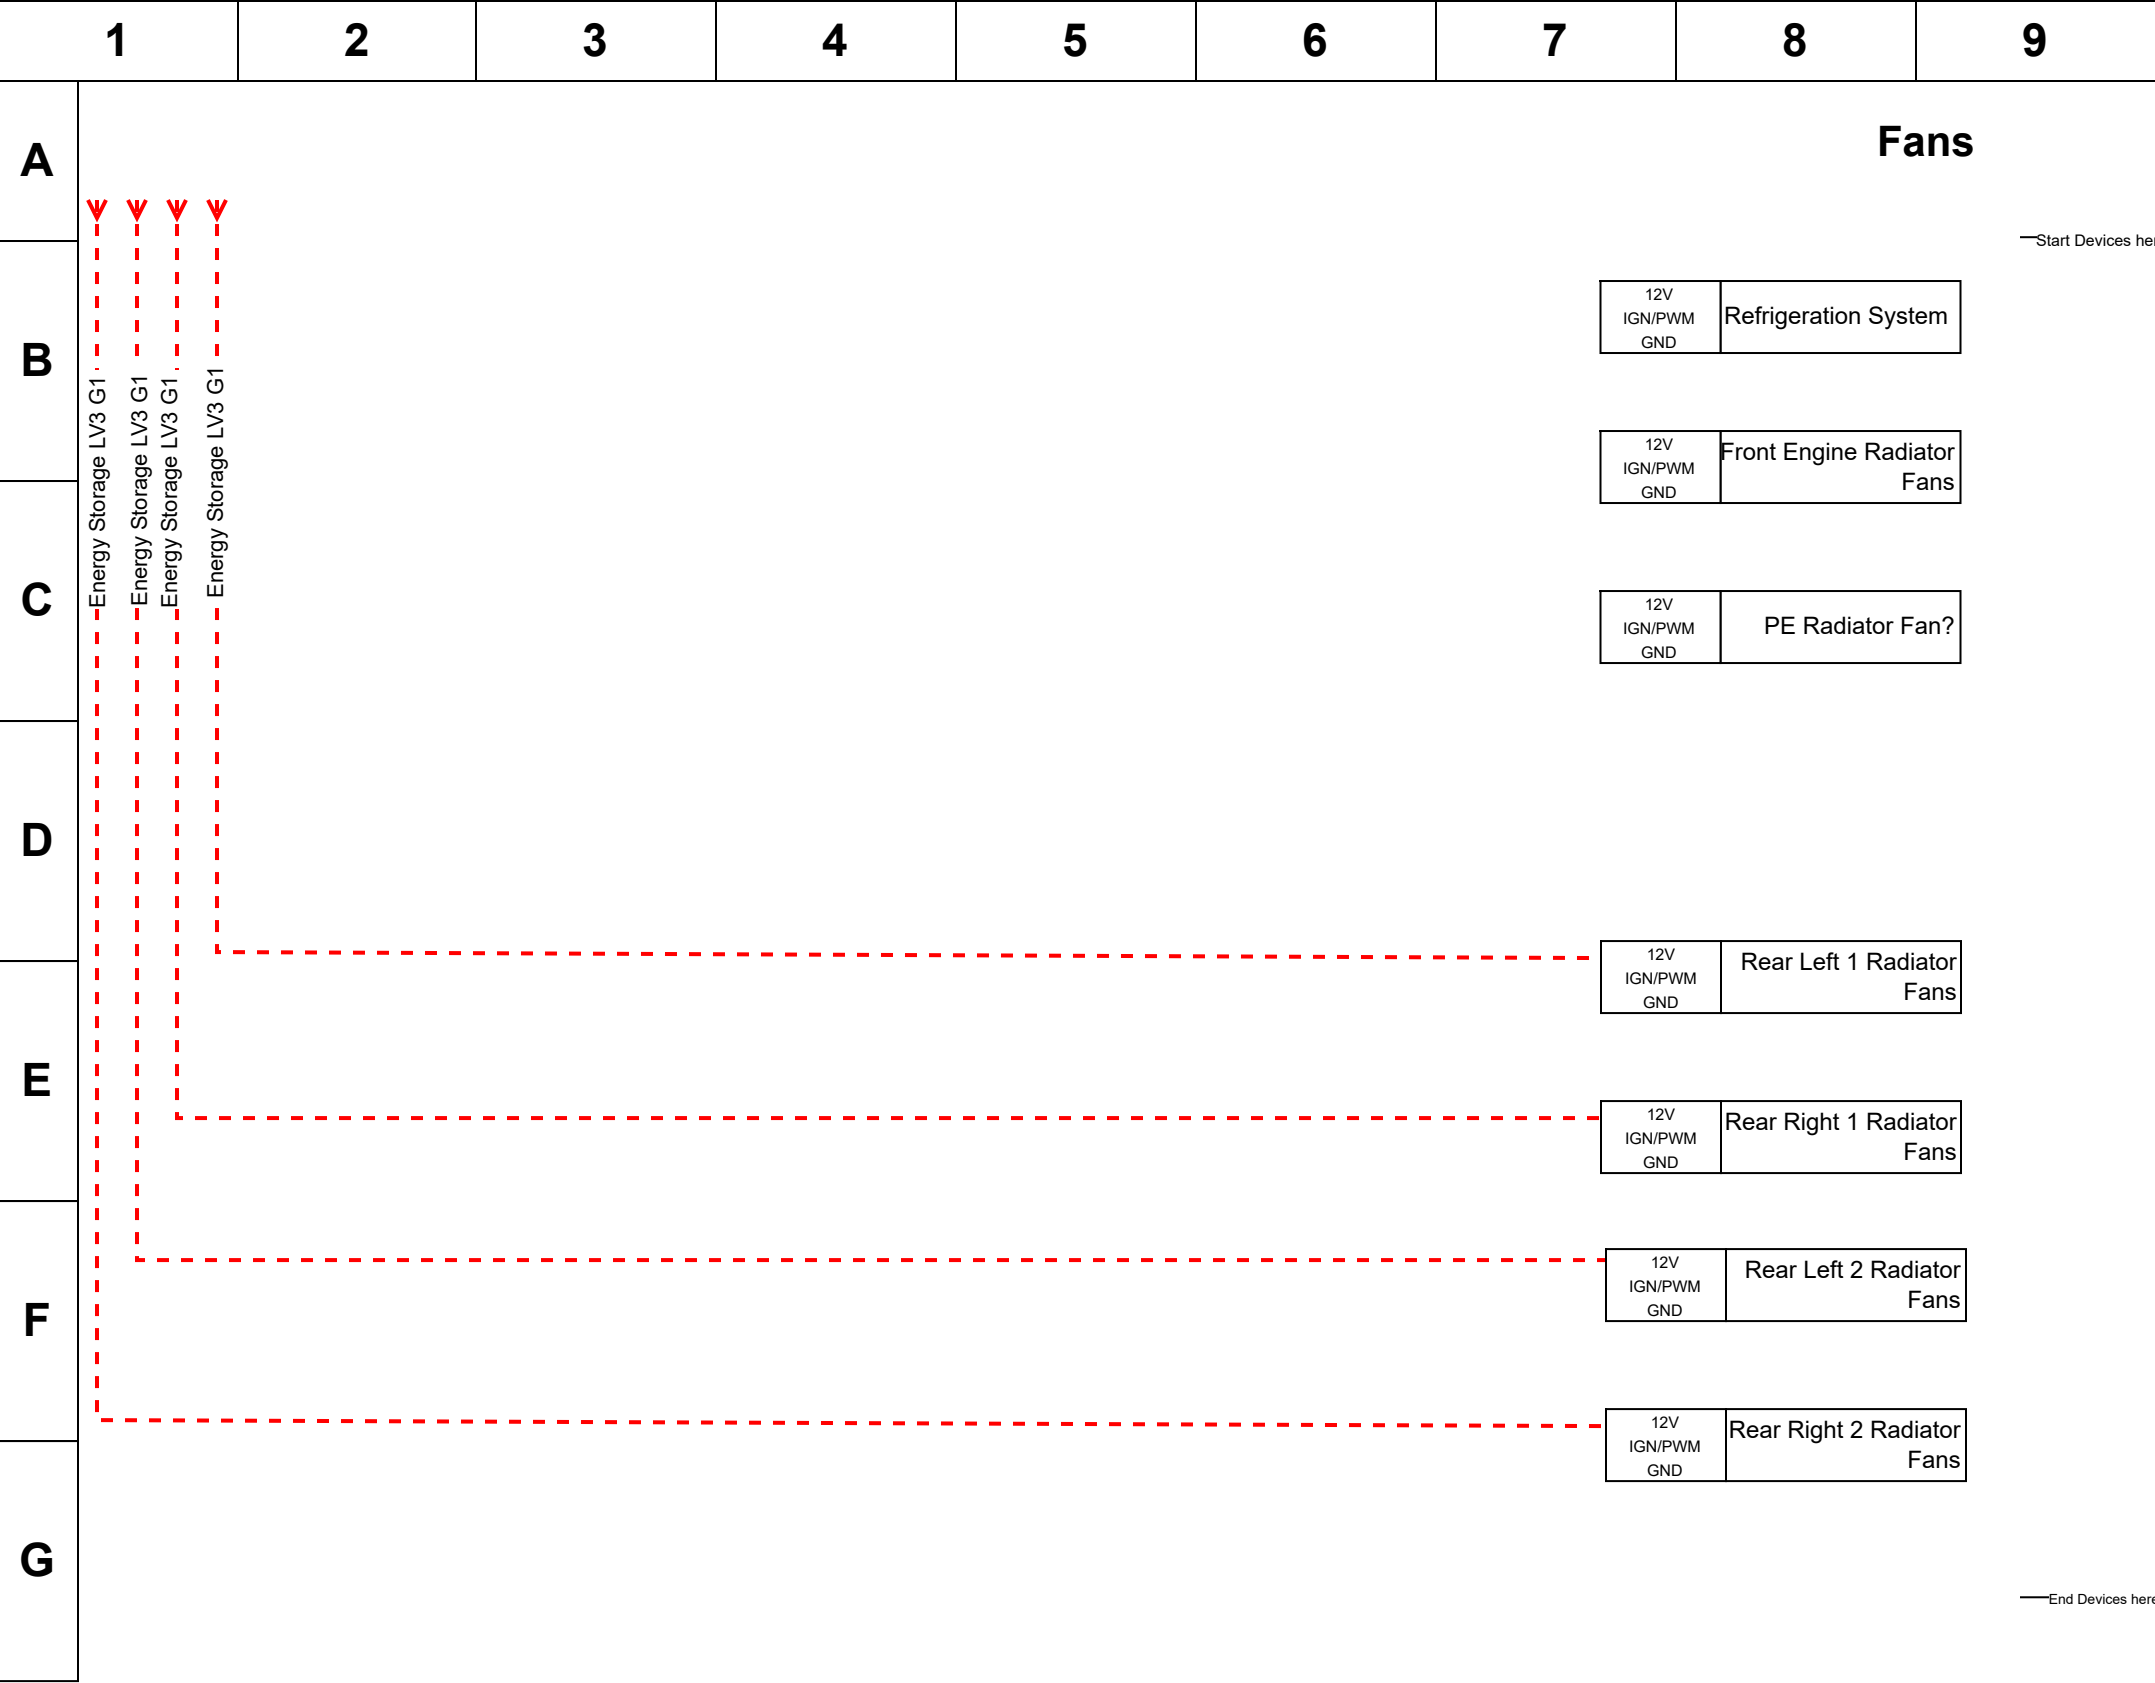 1 2 3 4 5 6 7 8 9
A
Fans
Start Devices her
B
12V
IGN/PWM
GND
Refrigeration System
12V
IGN/PWM
GND
Front Engine Radiator
Fans
Energy Storage LV3 G1
Energy Storage LV3 G1
Energy Storage LV3 G1
Energy Storage LV3 G1
C
12V
IGN/PWM
GND
PE Radiator Fan?
D
12V
IGN/PWM
GND
Rear Left 1 Radiator
Fans
E
12V
IGN/PWM
GND
Rear Right 1 Radiator
Fans
F
12V
IGN/PWM
GND
Rear Left 2 Radiator
Fans
12V
IGN/PWM
GND
Rear Right 2 Radiator
Fans
G
End Devices here